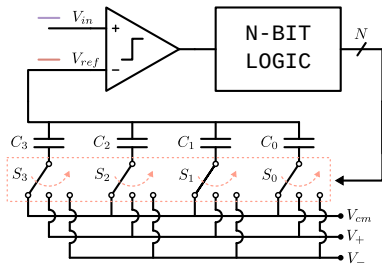 V_in
+
N-BIT
LOGIC
N
V_ref
−
C_3 C_2 C_1 C_0
S_3 S_2 S_1 S_0
V_cm
V_+
V_−